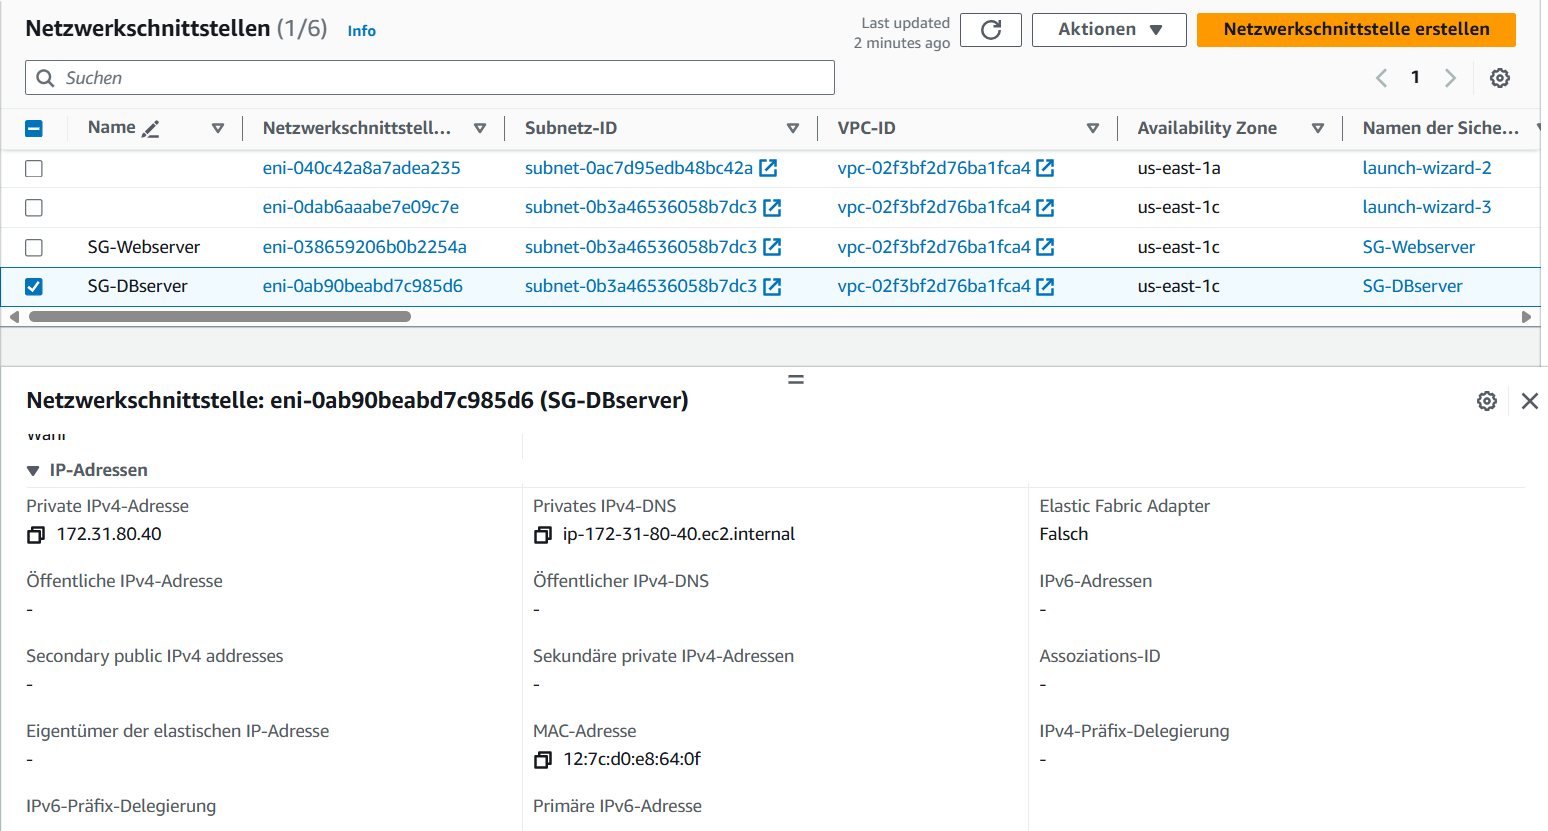 Netzwerkschnittstellen (1/6) Info
Last updated
2 minutes ago
Aktionen
Netzwerkschnittstelle erstellen
Suchen
1
Name Netzwerkschnittstell... Subnetz-ID VPC-ID Availability Zone Namen der Siche...
eni-040c42a8a7adea235 subnet-0ac7d95edb48bc42a vpc-02f3bf2d76ba1fca4 us-east-1a launch-wizard-2
eni-0dab6aaabe7e09c7e subnet-0b3a46536058b7dc3 vpc-02f3bf2d76ba1fca4 us-east-1c launch-wizard-3
SG-Webserver eni-038659206b0b2254a subnet-0b3a46536058b7dc3 vpc-02f3bf2d76ba1fca4 us-east-1c SG-Webserver
SG-DBserver eni-0ab90beabd7c985d6 subnet-0b3a46536058b7dc3 vpc-02f3bf2d76ba1fca4 us-east-1c SG-DBserver
Netzwerkschnittstelle: eni-0ab90beabd7c985d6 (SG-DBserver)
IP-Adressen
Private IPv4-Adresse Privates IPv4-DNS Elastic Fabric Adapter
172.31.80.40 ip-172-31-80-40.ec2.internal Falsch
Öffentliche IPv4-Adresse Öffentlicher IPv4-DNS IPv6-Adressen
- - -
Secondary public IPv4 addresses Sekundäre private IPv4-Adressen Assoziations-ID
- - -
Eigentümer der elastischen IP-Adresse MAC-Adresse IPv4-Präfix-Delegierung
- 12:7c:d0:e8:64:0f -
IPv6-Präfix-Delegierung Primäre IPv6-Adresse